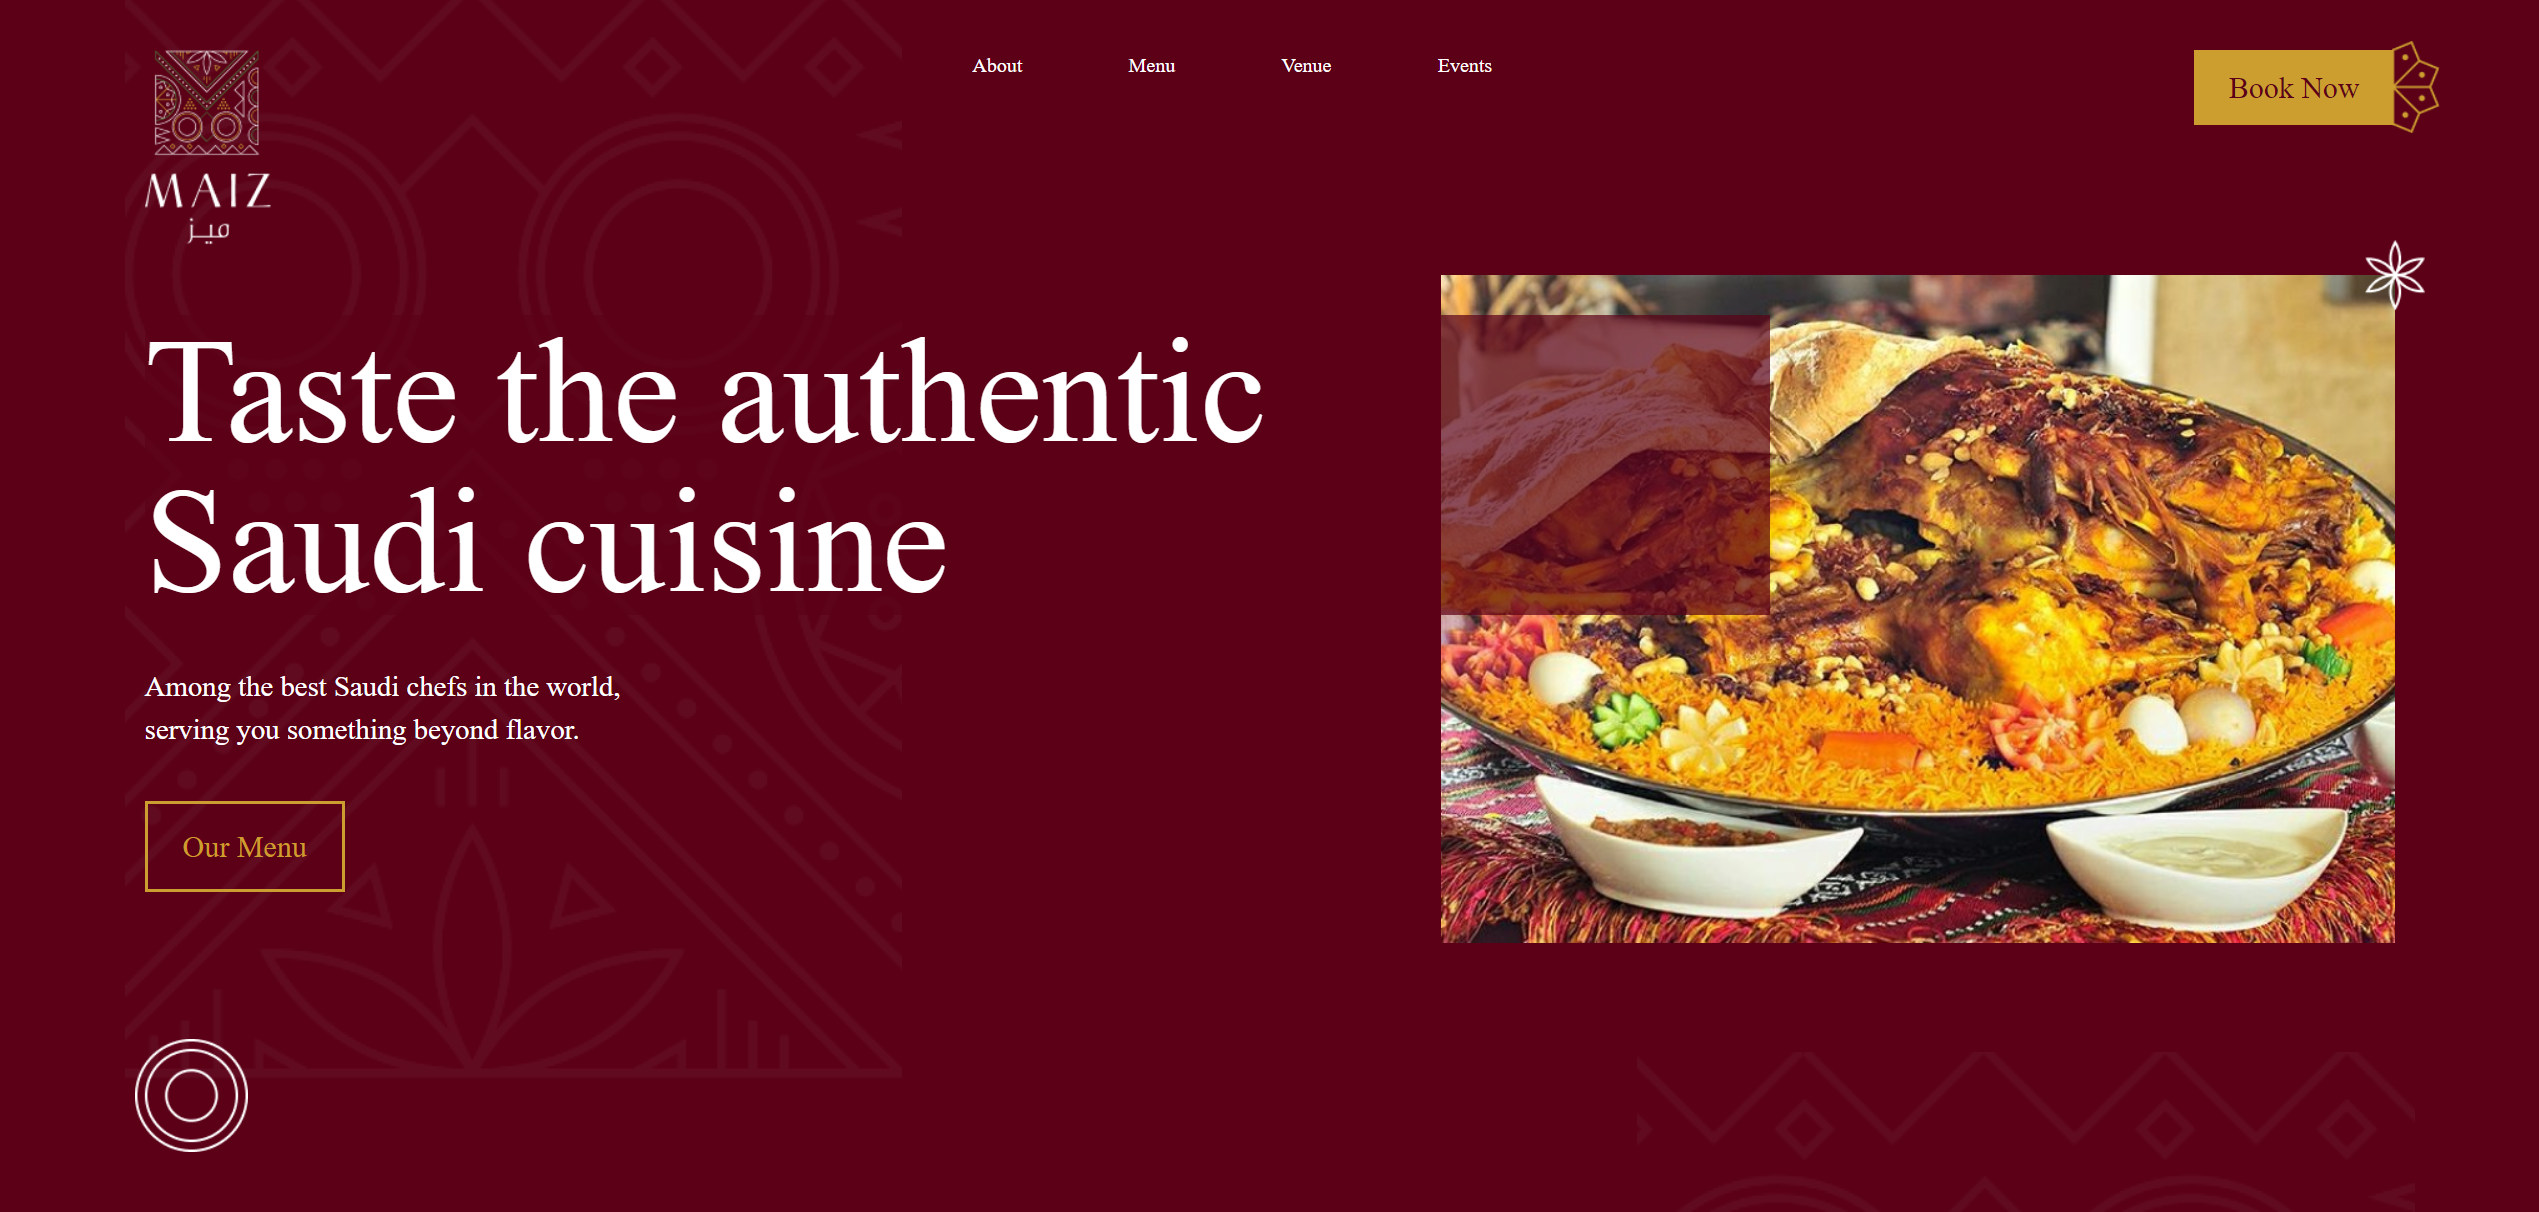 MAIZ
ميز
About
Menu
Venue
Events
Book Now
Taste the authentic
Saudi cuisine
Among the best Saudi chefs in the world,
serving you something beyond flavor.
Our Menu